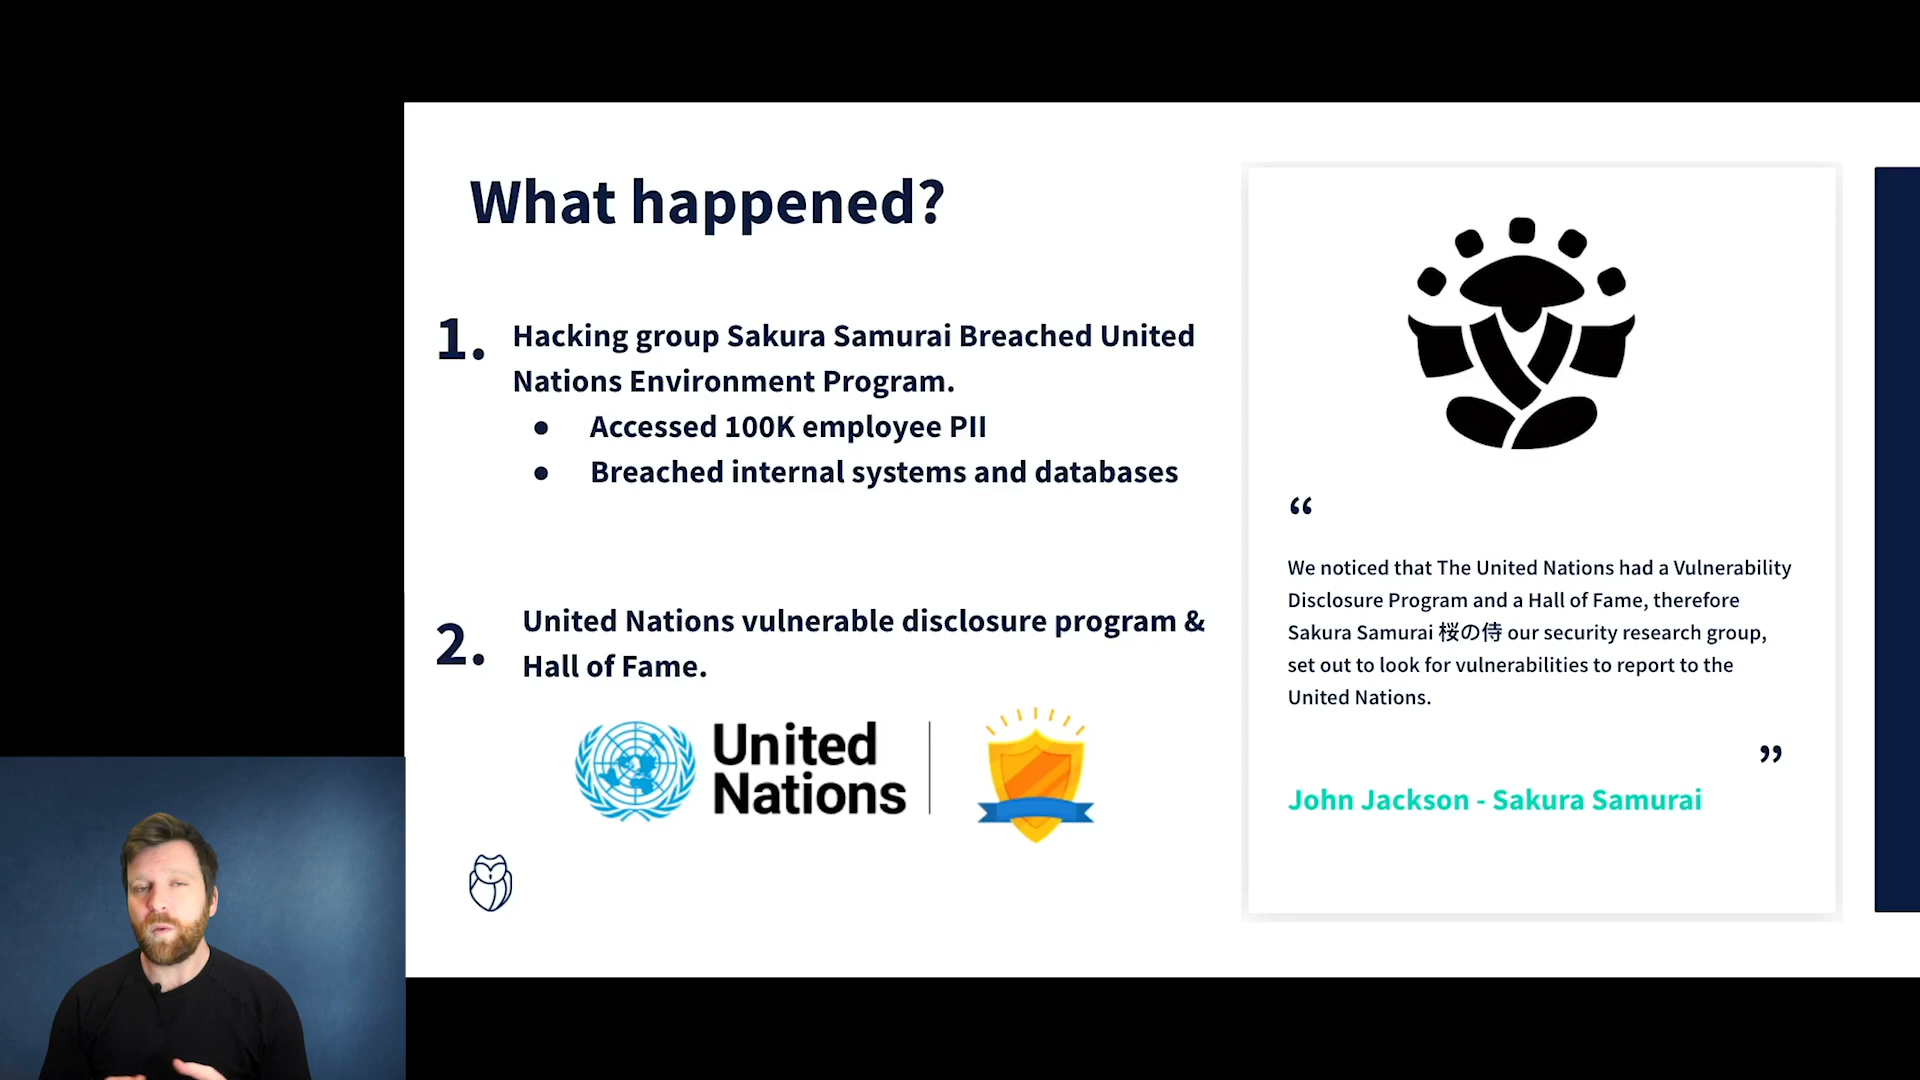 What happened?
1.
Hacking group Sakura Samurai Breached United
Nations Environment Program.
● Accessed 100K employee PII
● Breached internal systems and databases
2.
United Nations vulnerable disclosure program &
Hall of Fame.
United
Nations
“
We noticed that The United Nations had a Vulnerability
Disclosure Program and a Hall of Fame, therefore
Sakura Samurai 桜の侍 our security research group,
set out to look for vulnerabilities to report to the
United Nations.
”
John Jackson - Sakura Samurai